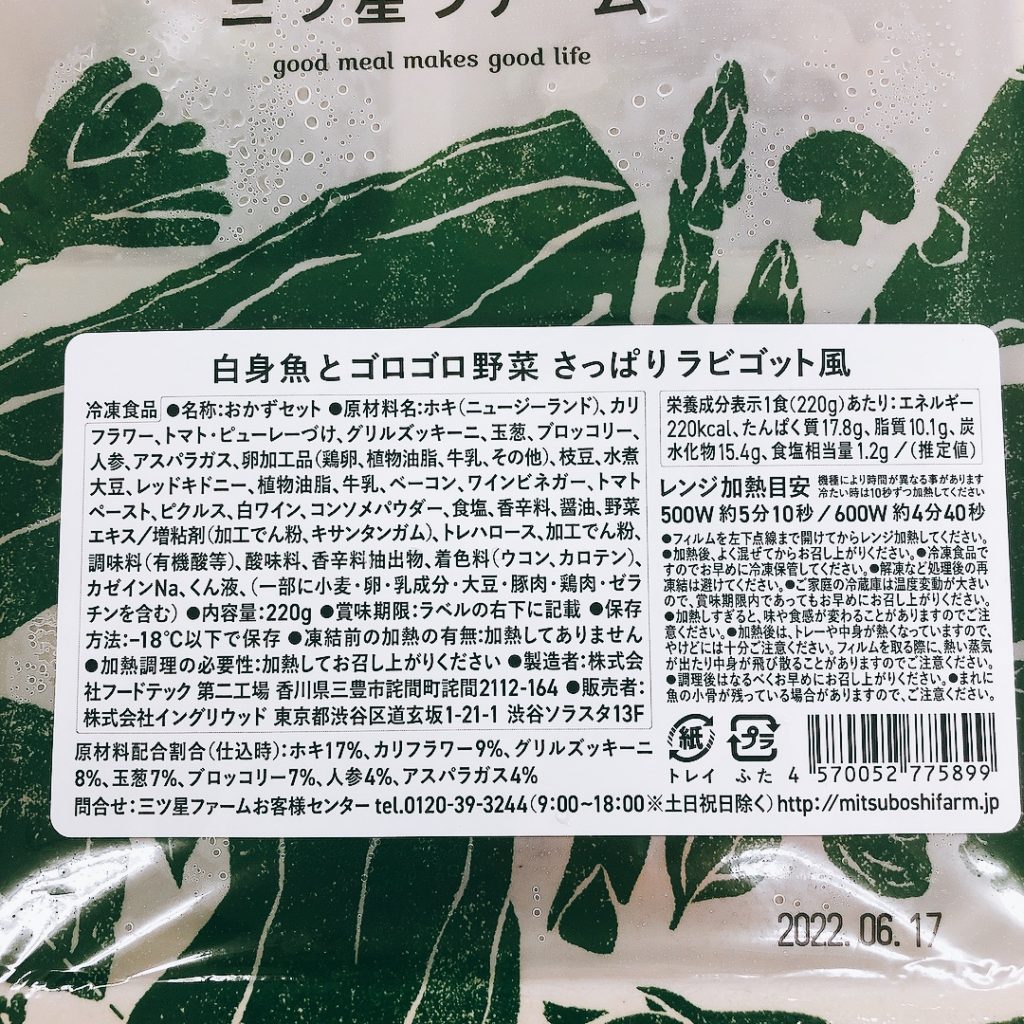 三ツ星ファーム
good meal makes good life
白身魚とゴロゴロ野菜 さっぱりラビゴット風
冷凍食品 ●名称:おかずセット ●原材料名:ホキ(ニュージーランド)、カリ
フラワー、トマト・ピューレーづけ、グリルズッキーニ、玉葱、ブロッコリー、
人参、アスパラガス、卵加工品(鶏卵、植物油脂、牛乳、その他)、枝豆、水煮
大豆、レッドキドニー、植物油脂、牛乳、ベーコン、ワインビネガー、トマト
ペースト、ピクルス、白ワイン、コンソメパウダー、食塩、香辛料、醤油、野菜
エキス/増粘剤(加工でん粉、キサンタンガム)、トレハロース、加工でん粉、
調味料(有機酸等)、酸味料、香辛料抽出物、着色料(ウコン、カロテン)、
カゼインNa、くん液、(一部に小麦・卵・乳成分・大豆・豚肉・鶏肉・ゼラ
チンを含む) ●内容量:220g ●賞味期限:ラベルの右下に記載 ●保存
方法:-18℃以下で保存 ●凍結前の加熱の有無:加熱してありません
●加熱調理の必要性:加熱してお召し上がりください ●製造者:株式会
社フードテック 第二工場 香川県三豊市詫間町詫間2112-164 ●販売者:
株式会社イングリウッド 東京都渋谷区道玄坂1-21-1 渋谷ソラスタ13F
原材料配合割合(仕込時):ホキ17%、カリフラワー9%、グリルズッキーニ
8%、玉葱7%、ブロッコリー7%、人参4%、アスパラガス4%
栄養成分表示1食(220g)あたり:エネルギー
220kcal、たんぱく質17.8g、脂質10.1g、炭
水化物15.4g、食塩相当量1.2g/(推定値)
レンジ加熱目安 機種により時間が異なる事があります
冷たい時は10秒ずつ加熱してください
500W 約5分10秒/600W 約4分40秒
●フィルムを左下点線まで開けてからレンジ加熱してください。
●加熱後、よく混ぜてからお召し上がりください。●冷凍食品で
すのでお早めに冷凍保管してください。●解凍など処理後の再
凍結は避けてください。●ご家庭の冷蔵庫は温度変動が大きい
ので、賞味期限内であってもお早めにお召し上がりください。
●加熱しすぎると、味や食感が変わることがありますのでご注
意ください。●加熱後は、トレーや中身が熱くなっていますので、
やけどには十分ご注意ください。フィルムを取る際に、熱い蒸気
が出たり中身が飛び散ることがありますのでご注意ください。
●調理後はなるべくお早めにお召し上がりください。●まれに
魚の小骨が残っている場合がありますので、ご注意ください。
紙 プラ
トレイ ふた 4 570052 775899
問合せ:三ツ星ファームお客様センター tel.0120-39-3244(9:00~18:00※土日祝日除く)http://mitsuboshifarm.jp
2022.06.17